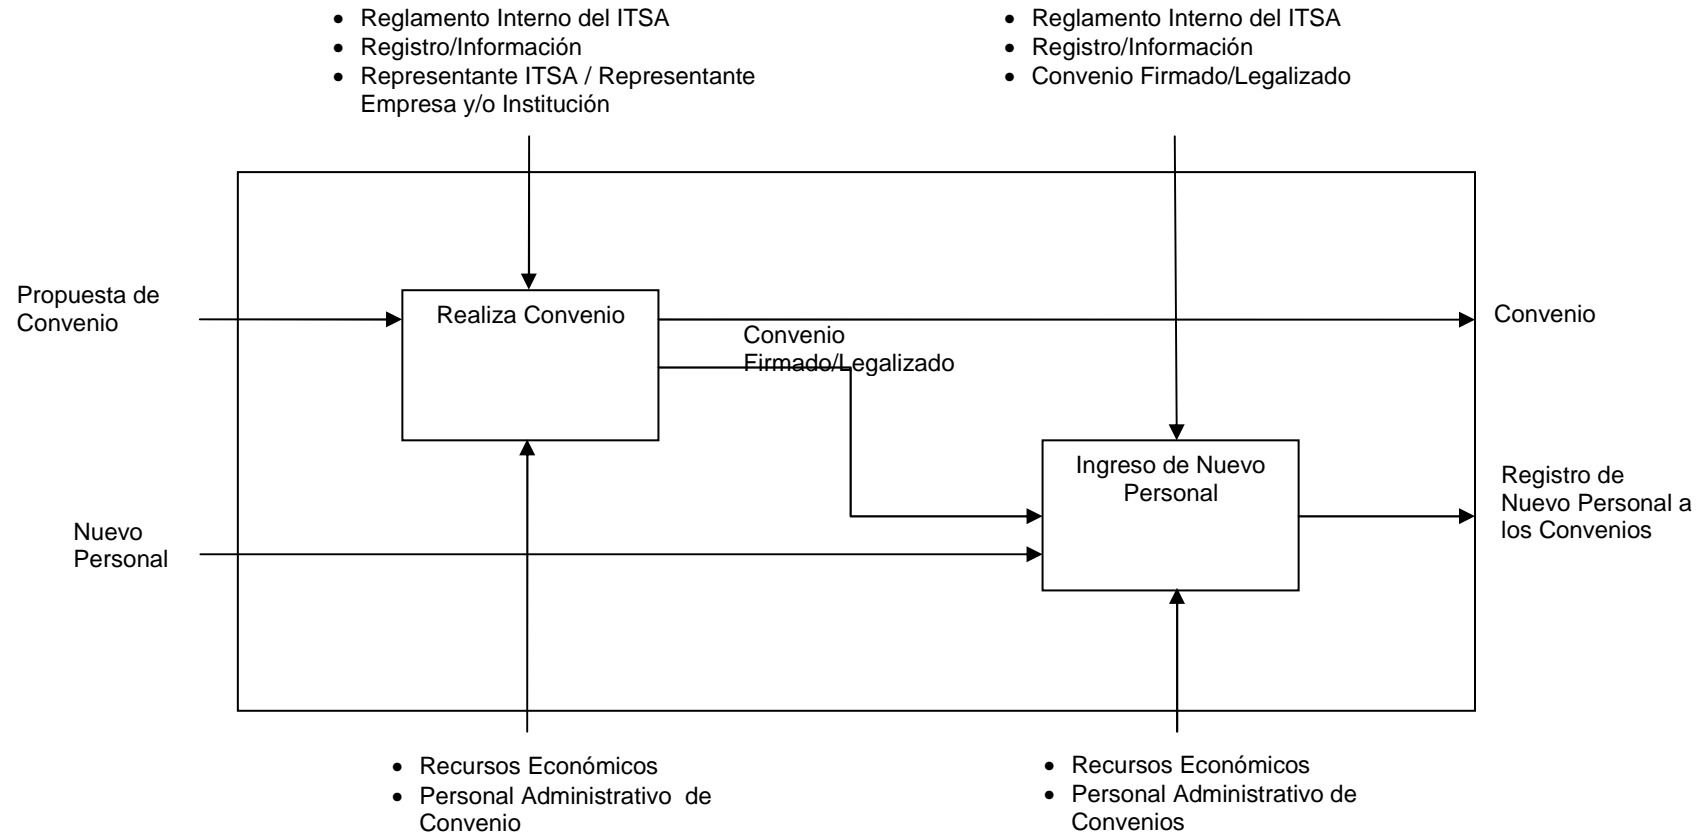 • Reglamento Interno del ITSA
• Registro/Información
• Representante ITSA / Representante
Empresa y/o Institución
• Reglamento Interno del ITSA
• Registro/Información
• Convenio Firmado/Legalizado
Propuesta de
Convenio
Realiza Convenio
Convenio
Firmado/Legalizado
Convenio
Nuevo
Personal
Ingreso de Nuevo
Personal
Registro de
Nuevo Personal a
los Convenios
• Recursos Económicos
• Personal Administrativo de
Convenio
• Recursos Económicos
• Personal Administrativo de
Convenios